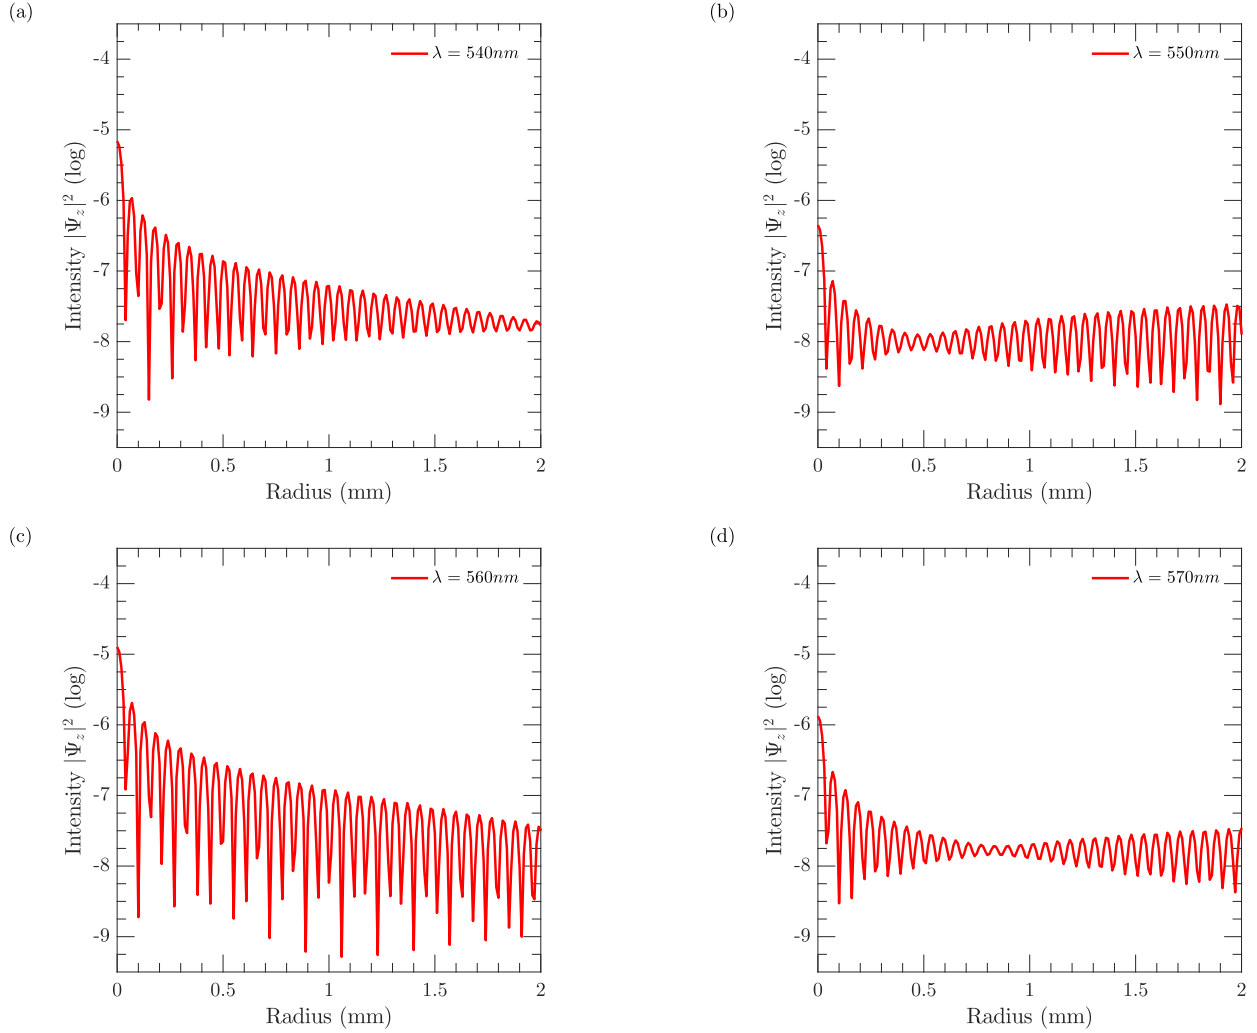 (a)
(b)
λ = 540nm
λ = 550nm
Intensity |Ψz|² (log)
-4
-5
-6
-7
-8
-9
0 0.5 1 1.5 2
Radius (mm)
Intensity |Ψz|² (log)
-4
-5
-6
-7
-8
-9
0 0.5 1 1.5 2
Radius (mm)
(c)
(d)
λ = 560nm
λ = 570nm
Intensity |Ψz|² (log)
-4
-5
-6
-7
-8
-9
0 0.5 1 1.5 2
Radius (mm)
Intensity |Ψz|² (log)
-4
-5
-6
-7
-8
-9
0 0.5 1 1.5 2
Radius (mm)